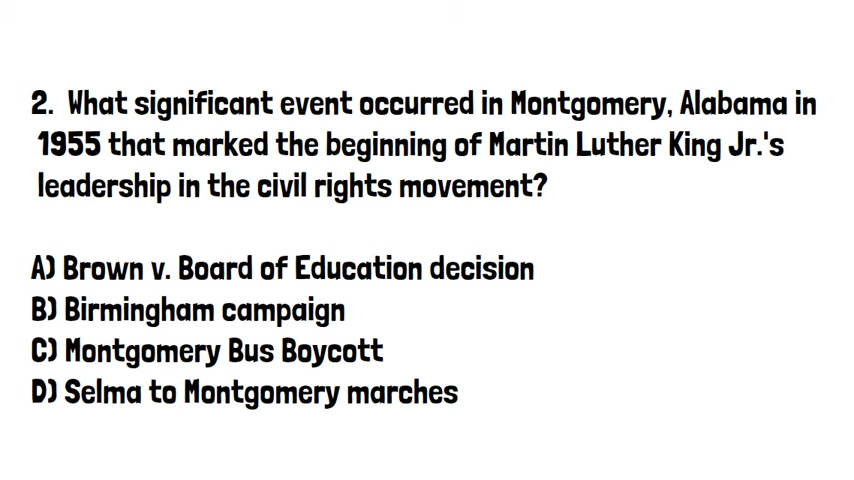 2. What significant event occurred in Montgomery, Alabama in
1955 that marked the beginning of Martin Luther King Jr.'s
leadership in the civil rights movement?
A) Brown v. Board of Education decision
B) Birmingham campaign
C) Montgomery Bus Boycott
D) Selma to Montgomery marches